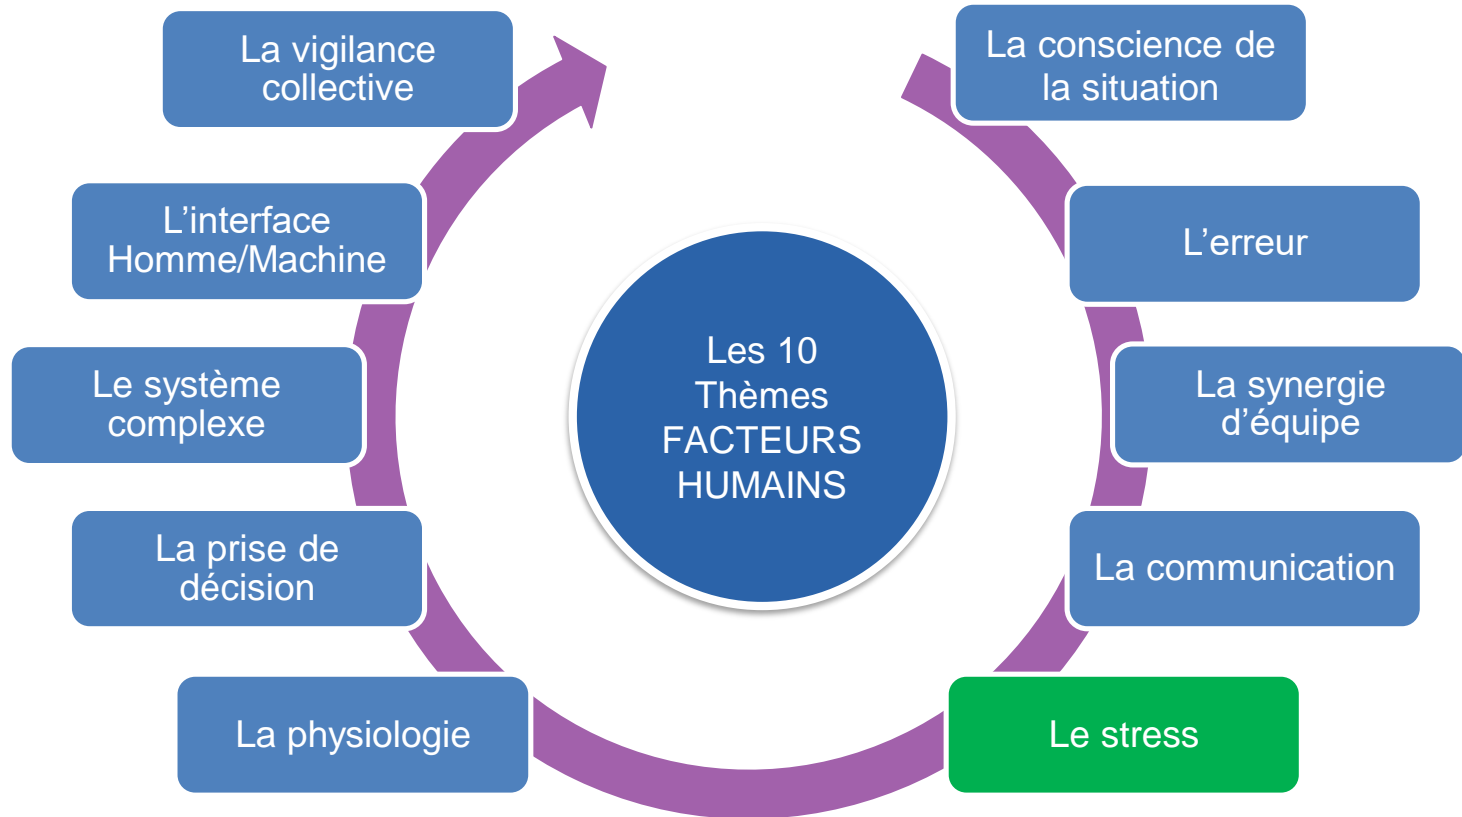 Les 10
Thèmes
FACTEURS
HUMAINS
La conscience de
la situation
L’erreur
La synergie
d’équipe
La communication
Le stress
La physiologie
La prise de
décision
Le système
complexe
L’interface
Homme/Machine
La vigilance
collective